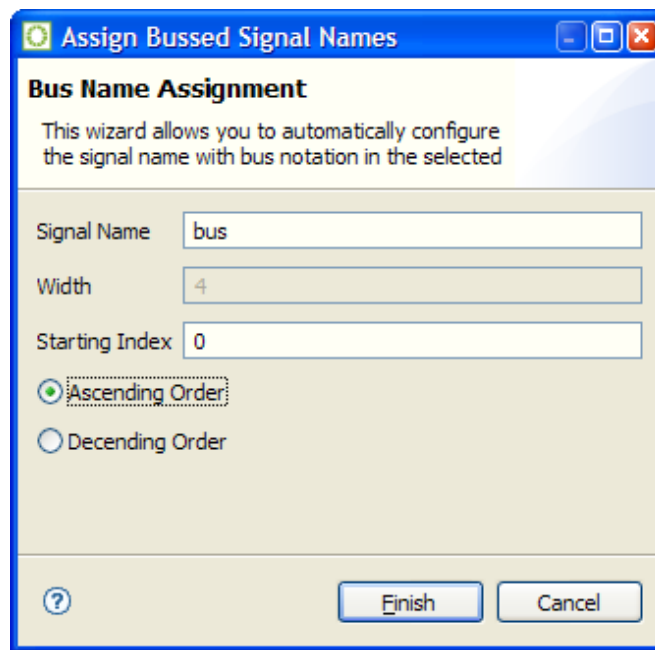 Assign Bussed Signal Names
Bus Name Assignment
This wizard allows you to automatically configure
the signal name with bus notation in the selected
Signal Name bus
Width 4
Starting Index 0
Ascending Order
Decending Order
? Finish Cancel